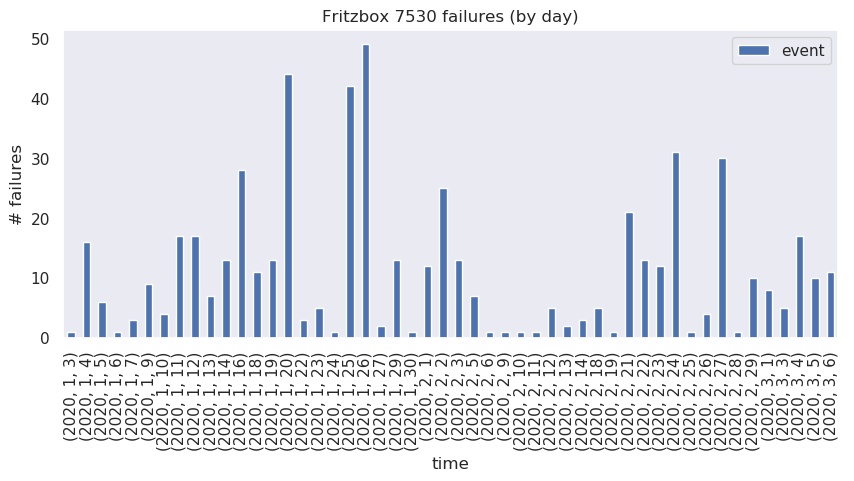 Fritzbox 7530 failures (by day)
event
# failures
50
40
30
20
10
0
(2020, 1, 3)
(2020, 1, 4)
(2020, 1, 5)
(2020, 1, 6)
(2020, 1, 7)
(2020, 1, 9)
(2020, 1, 10)
(2020, 1, 11)
(2020, 1, 12)
(2020, 1, 13)
(2020, 1, 14)
(2020, 1, 16)
(2020, 1, 18)
(2020, 1, 19)
(2020, 1, 20)
(2020, 1, 22)
(2020, 1, 23)
(2020, 1, 24)
(2020, 1, 25)
(2020, 1, 26)
(2020, 1, 27)
(2020, 1, 29)
(2020, 1, 30)
(2020, 2, 1)
(2020, 2, 2)
(2020, 2, 3)
(2020, 2, 5)
(2020, 2, 6)
(2020, 2, 9)
(2020, 2, 10)
(2020, 2, 11)
(2020, 2, 12)
(2020, 2, 13)
(2020, 2, 14)
(2020, 2, 18)
(2020, 2, 19)
(2020, 2, 21)
(2020, 2, 22)
(2020, 2, 23)
(2020, 2, 24)
(2020, 2, 25)
(2020, 2, 26)
(2020, 2, 27)
(2020, 2, 28)
(2020, 2, 29)
(2020, 3, 1)
(2020, 3, 3)
(2020, 3, 4)
(2020, 3, 5)
(2020, 3, 6)
time